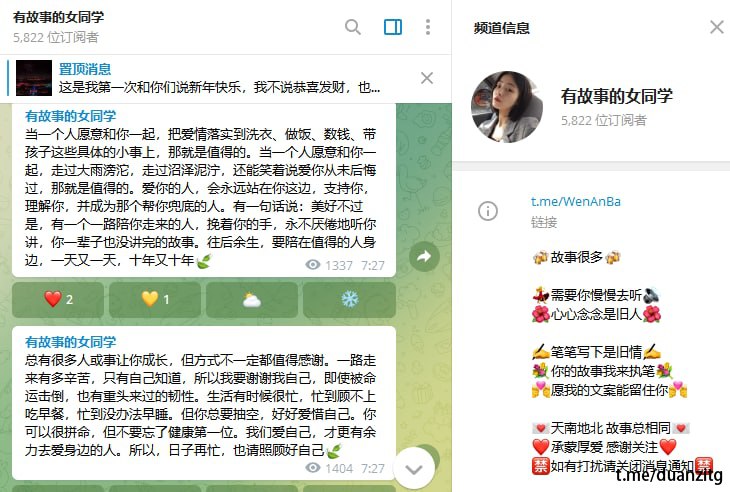 有故事的女同学
5,822 位订阅者
置顶消息
这是我第一次和你们说新年快乐，我不说恭喜发财，也...
有故事的女同学
当一个人愿意和你一起，把爱情落实到洗衣、做饭、数钱、带
孩子这些具体的小事上，那就是值得的。当一个人愿意和你一
起，走过大雨滂沱，走过沼泽泥泞，还能笑着说爱你从未后悔
过，那就是值得的。爱你的人，会永远站在你这边，支持你，
理解你，并成为那个帮你兜底的人。有一句话说：美好不过
是，有一个一路陪你走来的人，挽着你的手，永不厌倦地听你
讲，你一辈子也没讲完的故事。往后余生，要陪在值得的人身
边，一天又一天，十年又十年🍃
1337 7:27
❤️ 2
💛 1
🌥️
❄️
有故事的女同学
总有很多人或事让你成长，但方式不一定都值得感谢。一路走
来有多辛苦，只有自己知道，所以我要谢谢我自己，即使被命
运击倒，也有重头来过的韧性。生活有时候很忙，忙到顾不上
吃早餐，忙到没办法早睡。但你总要抽空，好好爱惜自己。你
可以很拼命，但不要忘了健康第一位。我们爱自己，才更有余
力去爱身边的人。所以，日子再忙，也请照顾好自己🍃
1404 7:27
频道信息
有故事的女同学
5,822 位订阅者
t.me/WenAnBa
链接
🍻故事很多🍻
💃需要你慢慢去听🔊
🌺心心念念是旧人🌺
✍️笔笔写下是旧情✍️
💐你的故事我来执笔💐
💏愿我的文案能留住你💏
💌天南地北 故事总相同💌
❤️承蒙厚爱 感谢关注❤️
🈲如有打扰请关闭消息通知🈲
t.me/duanzitg